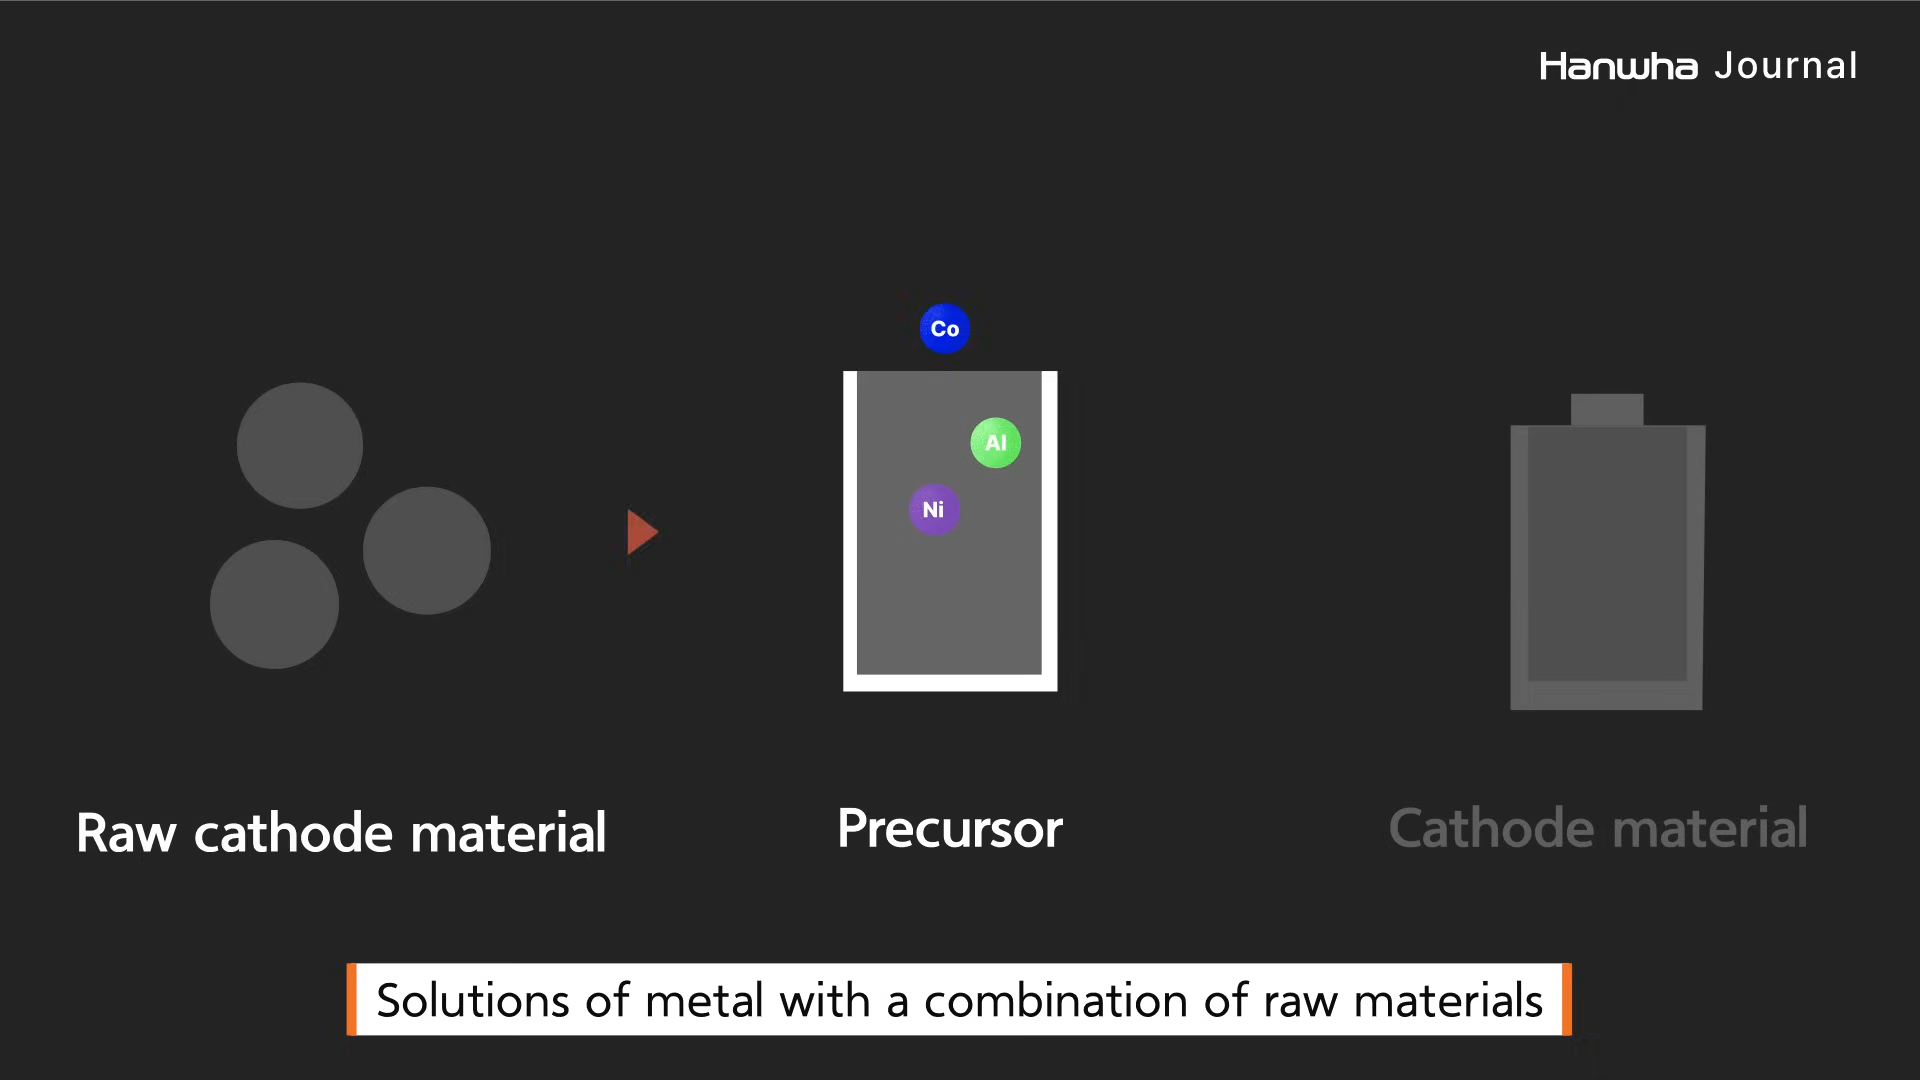 Hanwha Journal
Co
Al
Ni
Raw cathode material
Precursor
Cathode material
Solutions of metal with a combination of raw materials